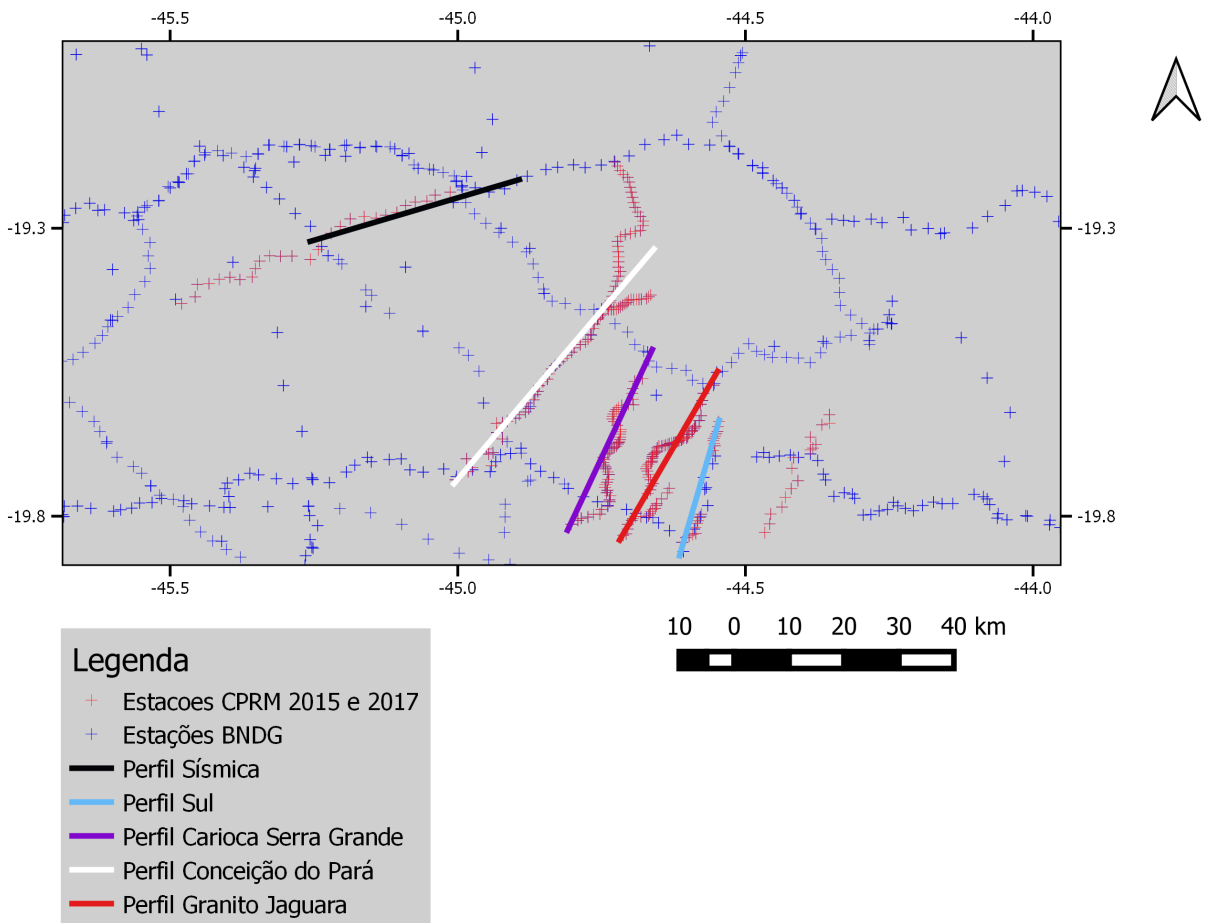 -45.5 -45.0 -44.5 -44.0
-19.3 -19.3
-19.8 -19.8
-45.5 -45.0 -44.5 -44.0
10 0 10 20 30 40 km
Legenda
Estacoes CPRM 2015 e 2017
Estações BNDG
Perfil Sísmica
Perfil Sul
Perfil Carioca Serra Grande
Perfil Conceição do Pará
Perfil Granito Jaguara